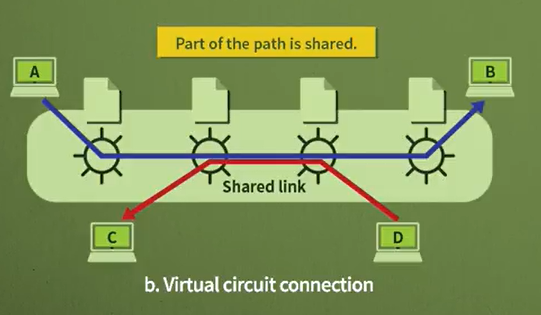 Part of the path is shared.
A
B
Shared link
C
D
b. Virtual circuit connection